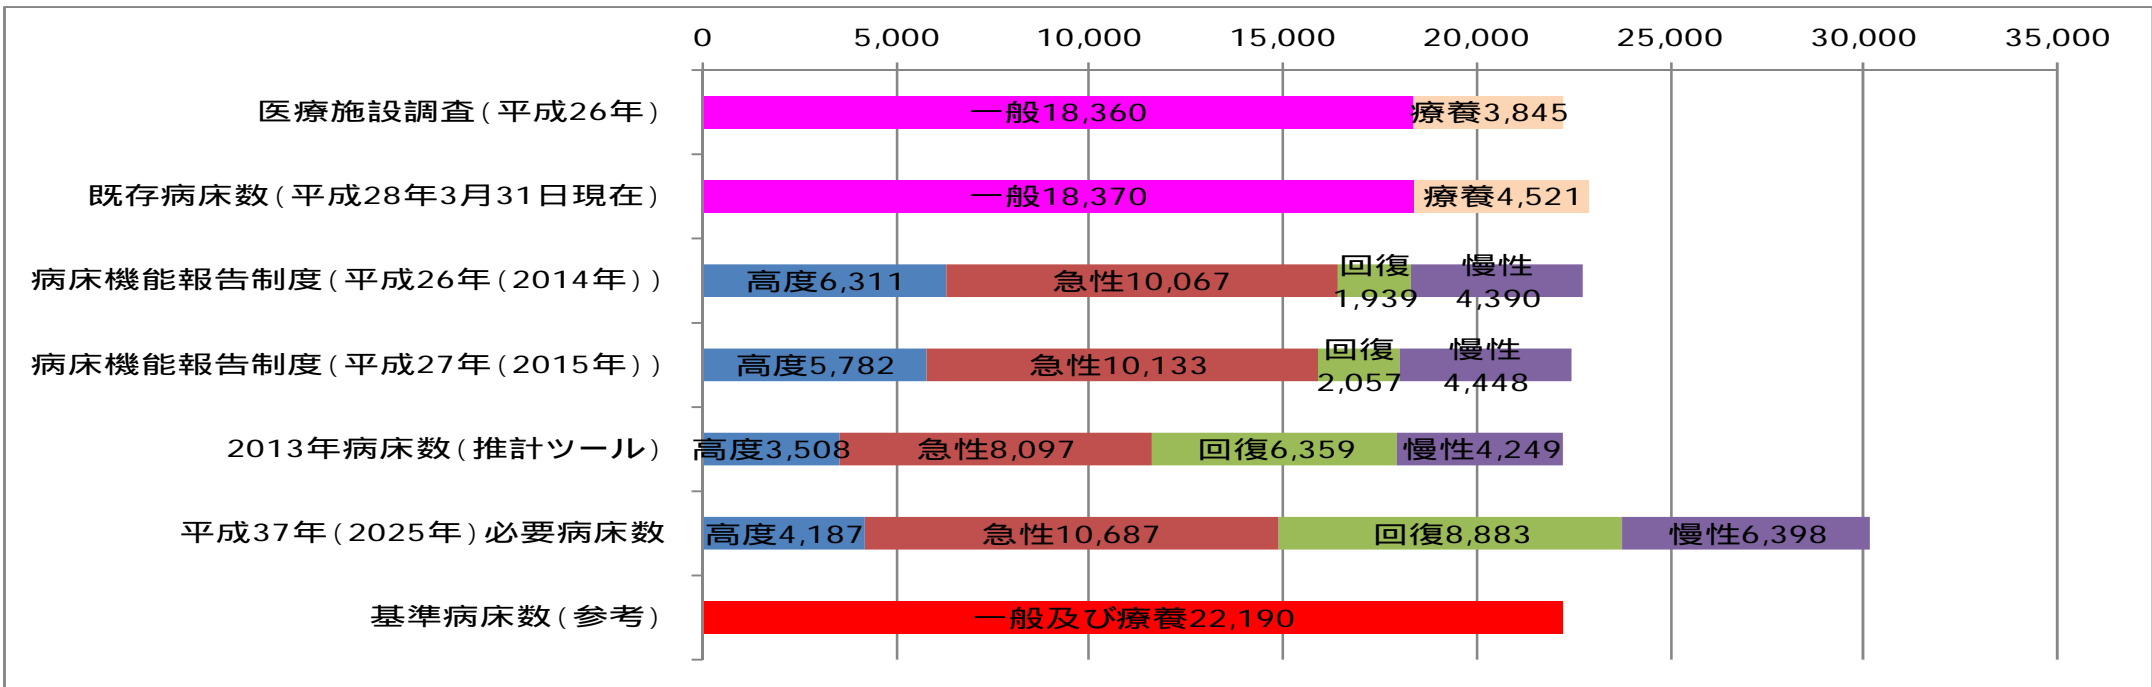 0 5,000 10,000 15,000 20,000 25,000 30,000 35,000
医療施設調査(平成26年) 一般18,360 療養3,845
既存病床数(平成28年3月31日現在) 一般18,370 療養4,521
病床機能報告制度(平成26年(2014年)) 高度6,311 急性10,067 回復 1,939 慢性 4,390
病床機能報告制度(平成27年(2015年)) 高度5,782 急性10,133 回復 2,057 慢性 4,448
2013年病床数(推計ツール) 高度3,508 急性8,097 回復6,359 慢性4,249
平成37年(2025年)必要病床数 高度4,187 急性10,687 回復8,883 慢性6,398
基準病床数(参考) 一般及び療養22,190